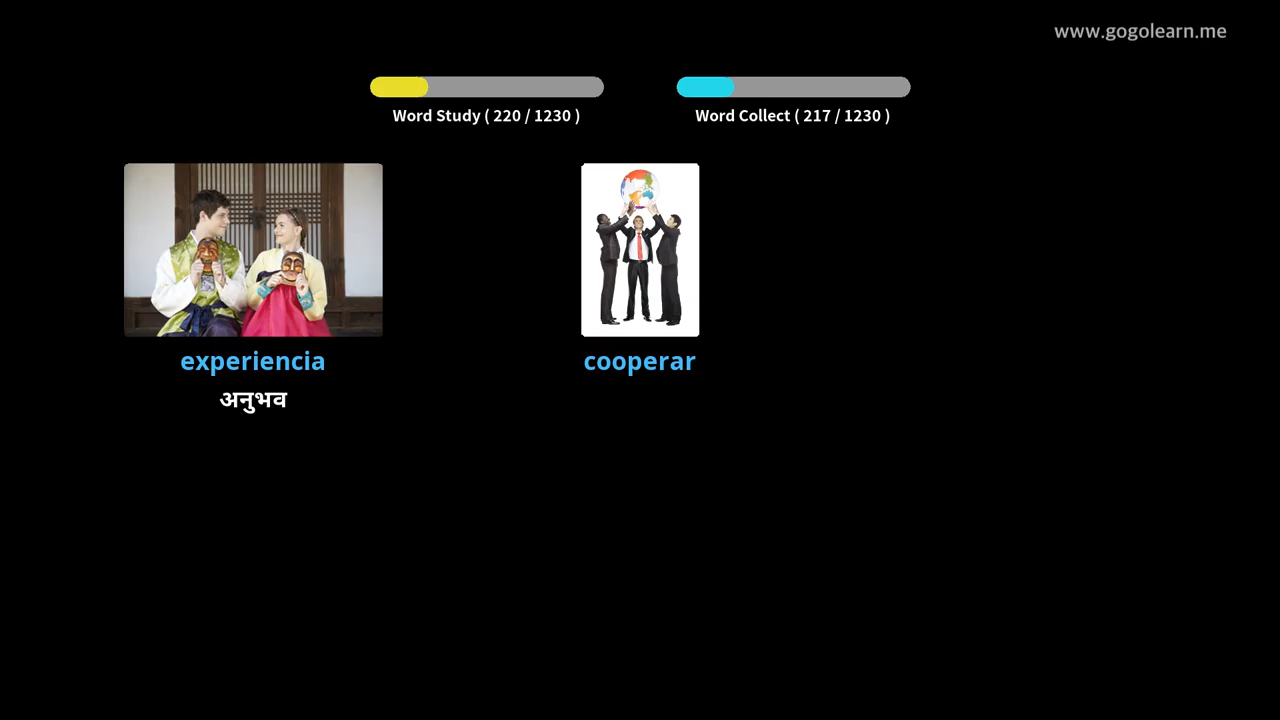 www.gogolearn.me
Word Study ( 220 / 1230 )
Word Collect ( 217 / 1230 )
experiencia
cooperar
अनुभव